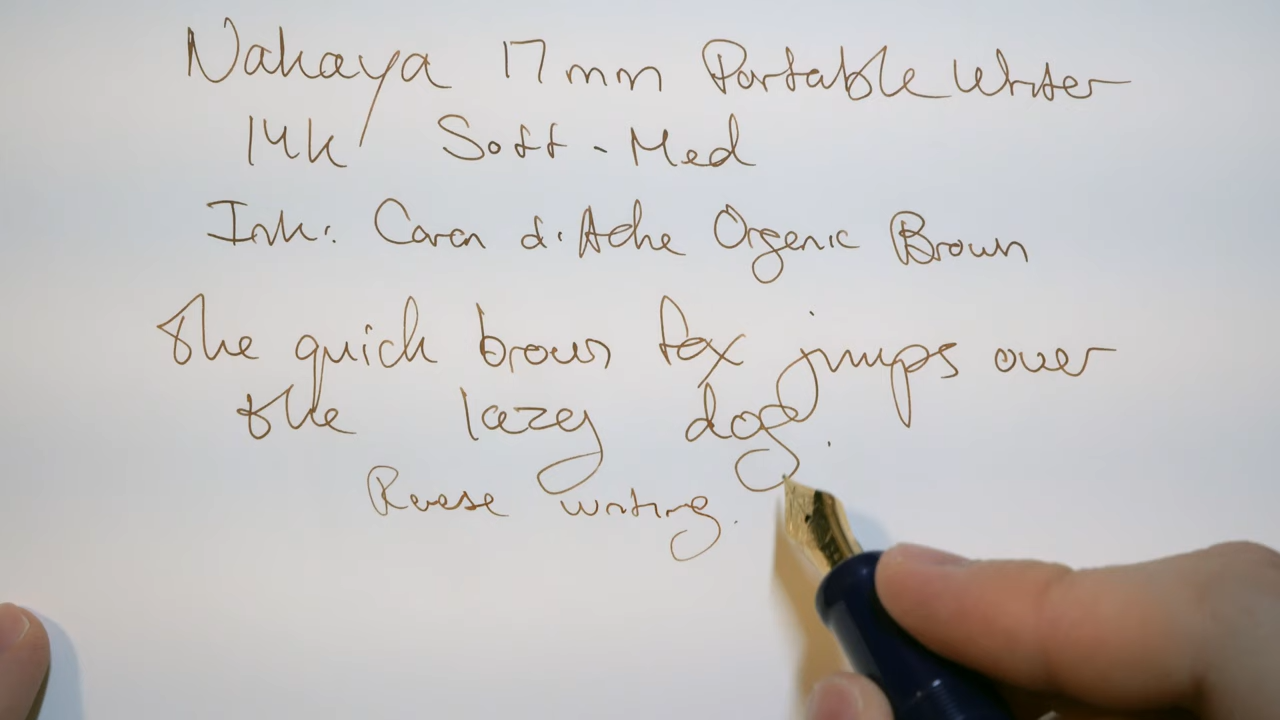 Nakaya 17mm Portable Writer
14k Soft-Med
Ink: Caran d'Ache Organic Brown
The quick brown fox jumps over
the lazy dog.
writing.